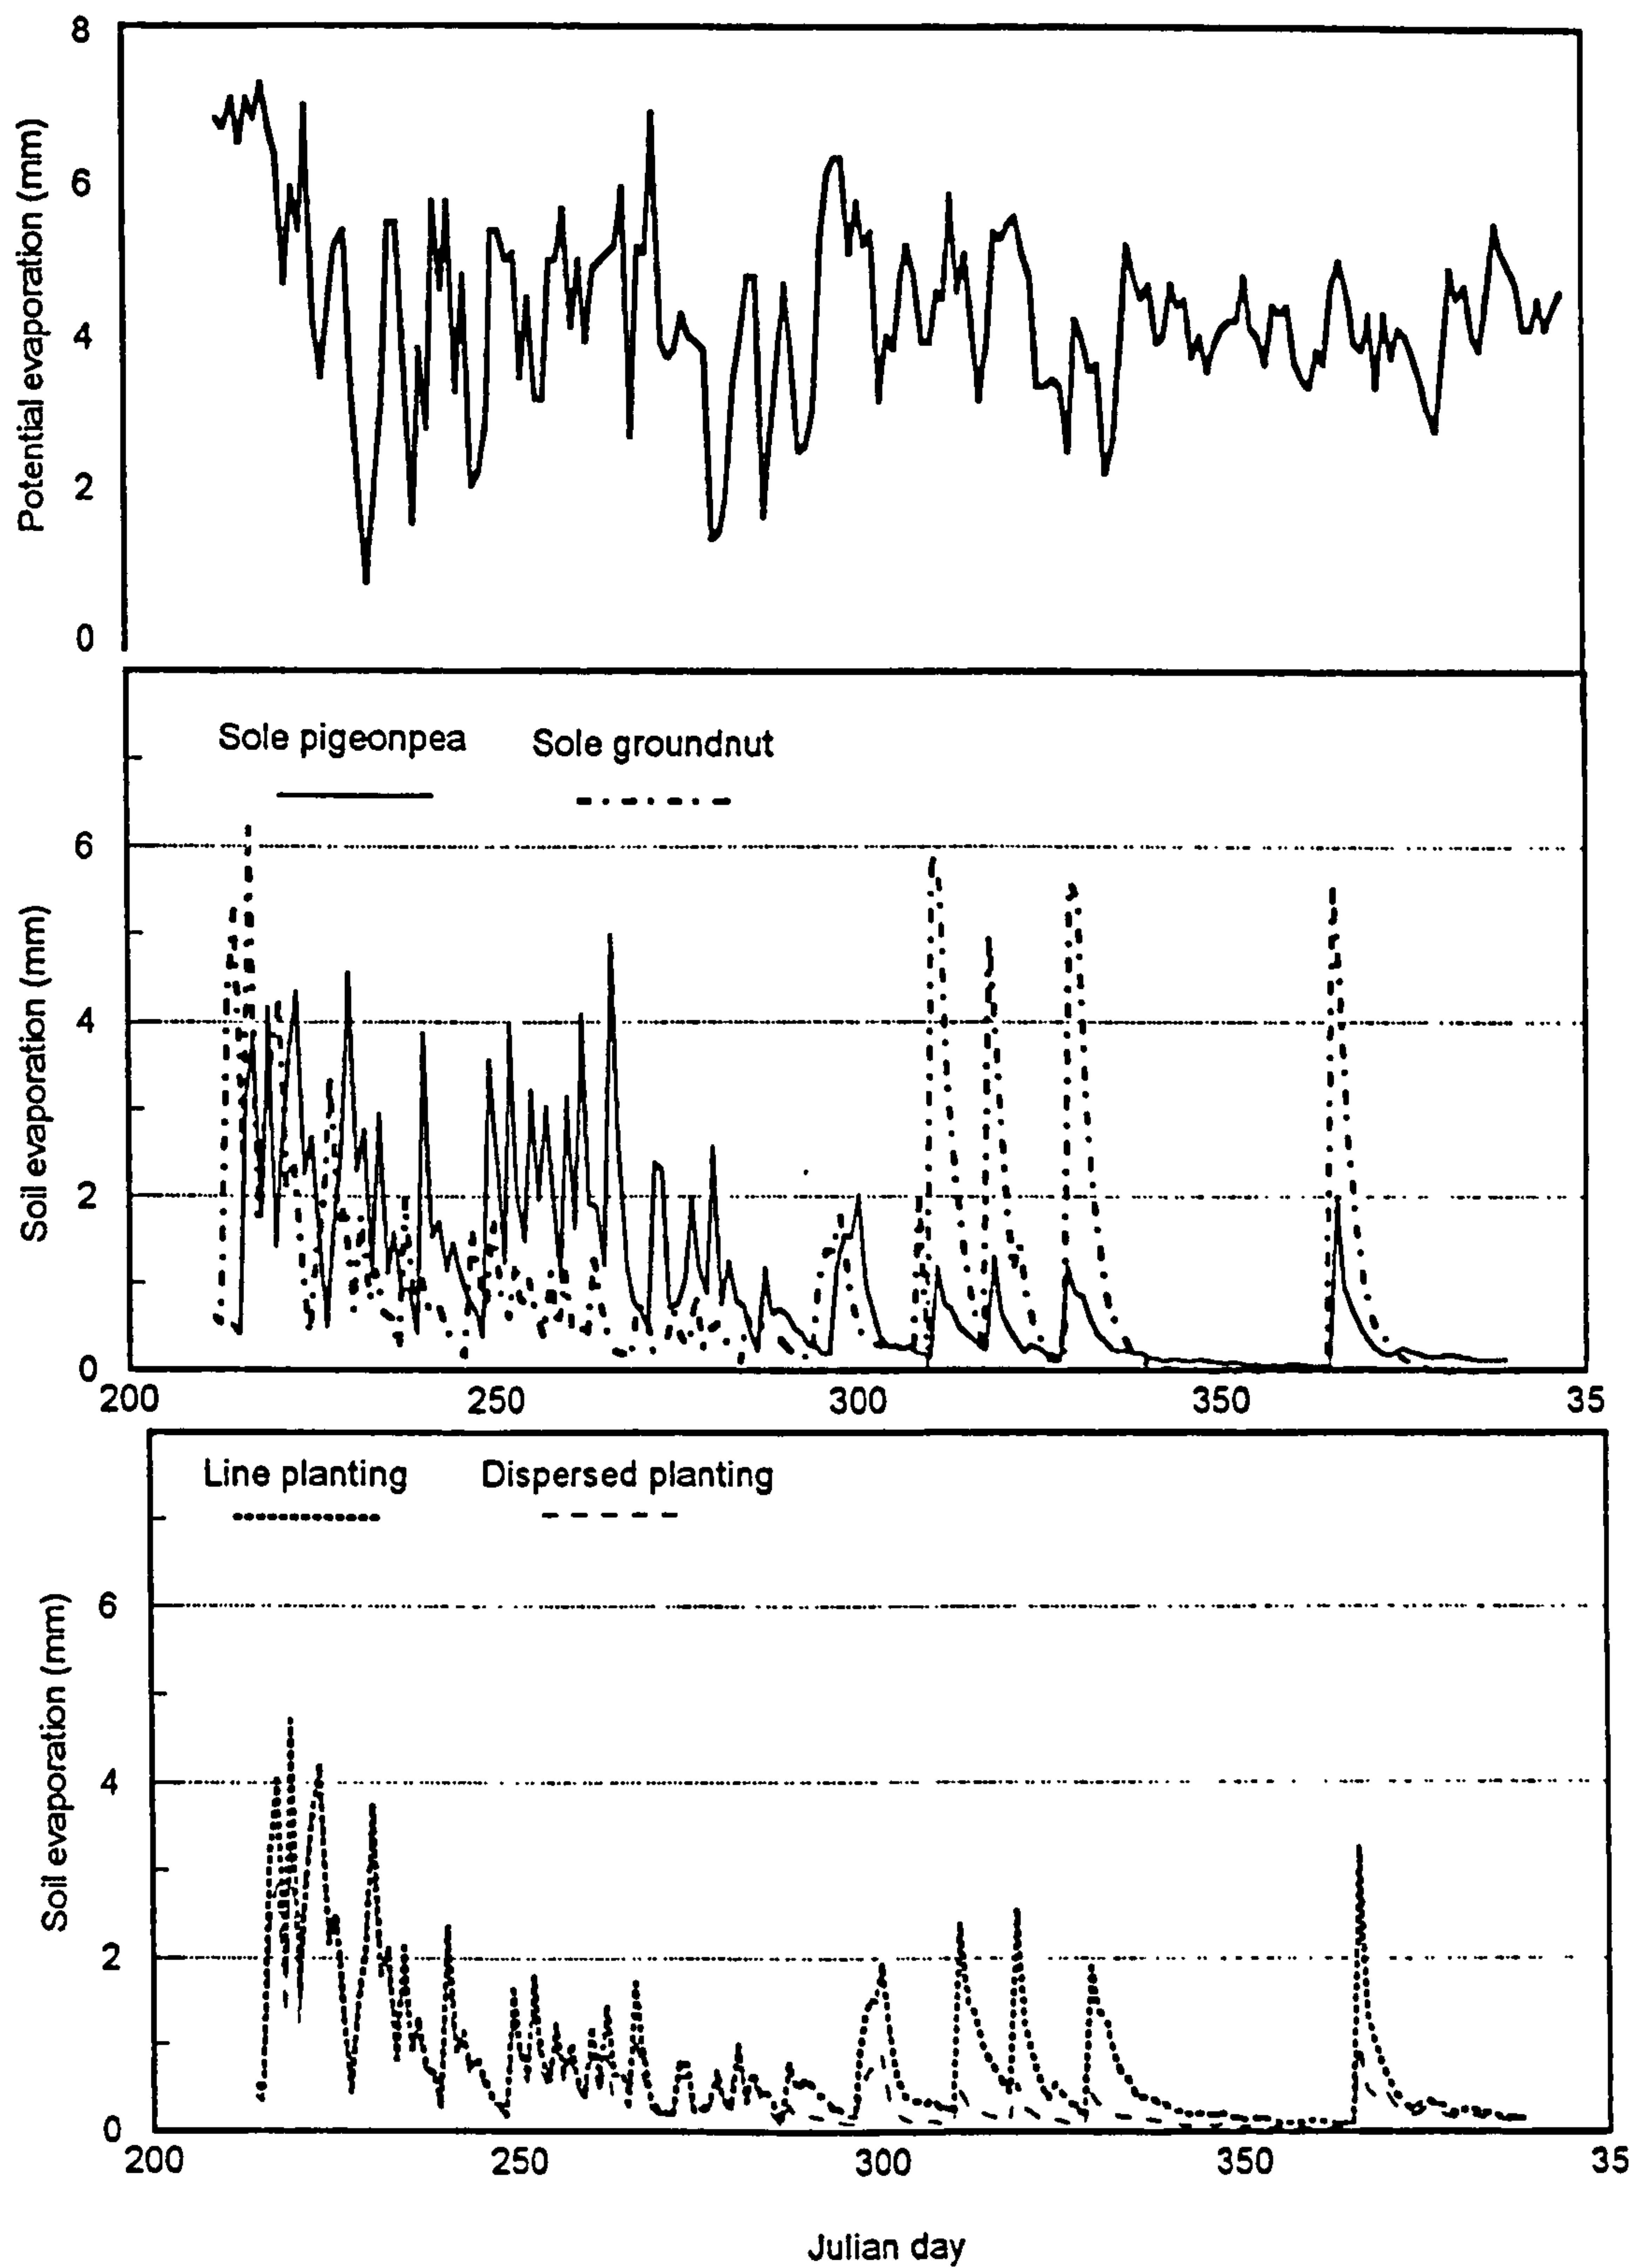 8
6
4
2
0
Potential evaporation (mm)
Sole pigeonpea Sole groundnut
6
4
2
0
Soil evaporation (mm)
200 250 300 350 35
Line planting Dispersed planting
6
4
2
0
Soil evaporation (mm)
200 250 300 350 35
Julian day